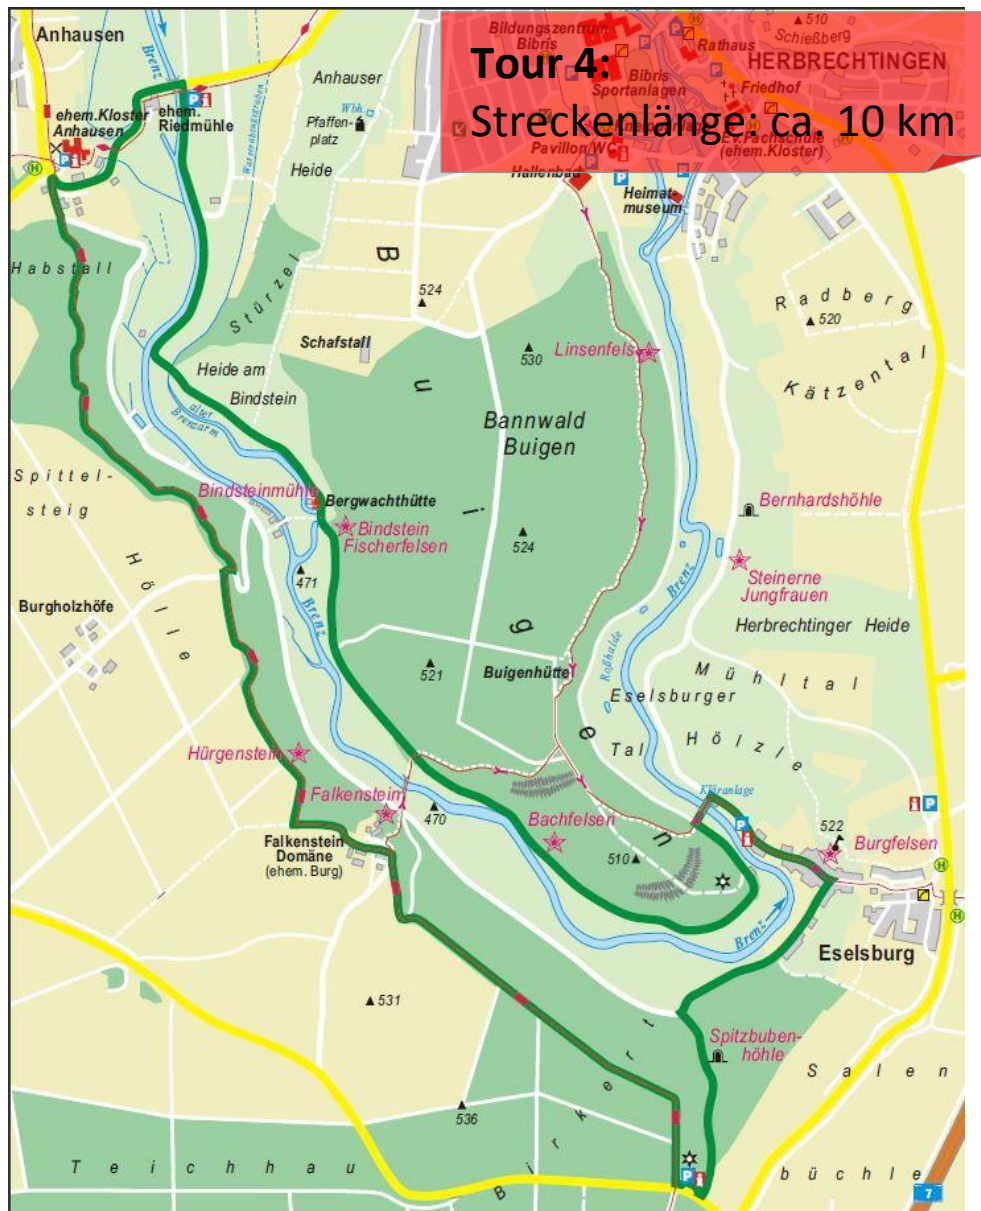 Tour 4:
Streckenlänge: ca. 10 km
Anhausen
Brenz
ehem. Kloster
Anhausen
ehem.
Riedmühle
Wasserabzugsgraben
Anhauser
Wbh.
Pfaffen-
platz
Heide
Bildungszentrum
Bibris
Bibris
Sportanlagen
Rathaus
510
Schießberg
HERBRECHTINGEN
Friedhof
Pavillon/WC
Ev. Fachschule
(ehem. Kloster)
Hallenbad
Heimat-
museum
Habstall
Stürzel
524
Schafstall
Heide am
Bindstein
alter
Brenzarm
Buigen
530
Linsenfels
Bannwald
Buigen
Radberg
520
Kätzental
Spittel-
steig
Hölle
Bindsteinmühle
Bergwachthütte
Bindstein
Fischerfelsen
471
Brenz
524
Bernhardshöhle
Steinerne
Jungfrauen
Brenz
Herbrechtinger Heide
Burgholzhöfe
521
Buigenhütte
Roßhalde
Eselsburger
Tal
Mühltal
Hölzle
Hürgenstein
Falkenstein
470
Falkenstein
Domäne
(ehem. Burg)
Bachfelsen
510
Kläranlage
522
Burgfelsen
Brenz
Eselsburg
531
Spitzbuben-
höhle
536
Birkert
Salen
büchle
Teichhau
7
P
H